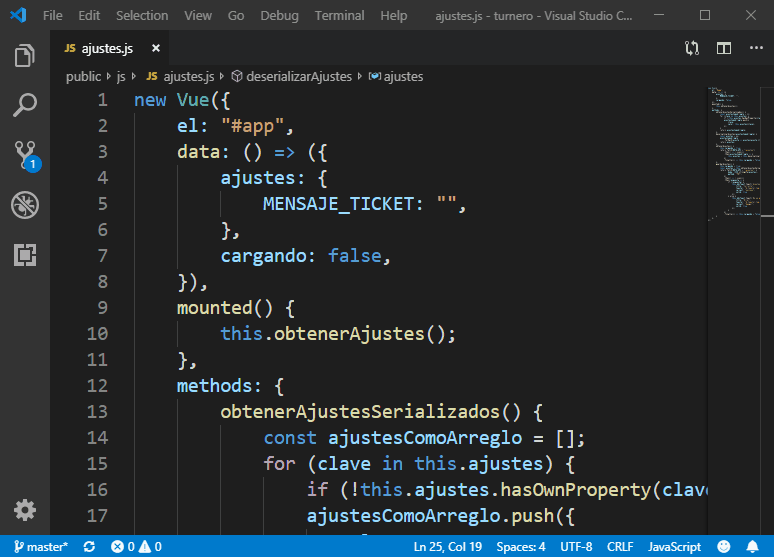 File Edit Selection View Go Debug Terminal Help ajustes.js - turnero - Visual Studio C...
JS ajustes.js ×
public › js › JS ajustes.js › deserializarAjustes › ajustes
1 new Vue({
2 el: "#app",
3 data: () => ({
4 ajustes: {
5 MENSAJE_TICKET: "",
6 },
7 cargando: false,
8 }),
9 mounted() {
10 this.obtenerAjustes();
11 },
12 methods: {
13 obtenerAjustesSerializados() {
14 const ajustesComoArreglo = [];
15 for (clave in this.ajustes) {
16 if (!this.ajustes.hasOwnProperty(clave
17 ajustesComoArreglo.push({
1
master* 0 0 Ln 25, Col 19 Spaces: 4 UTF-8 CRLF JavaScript